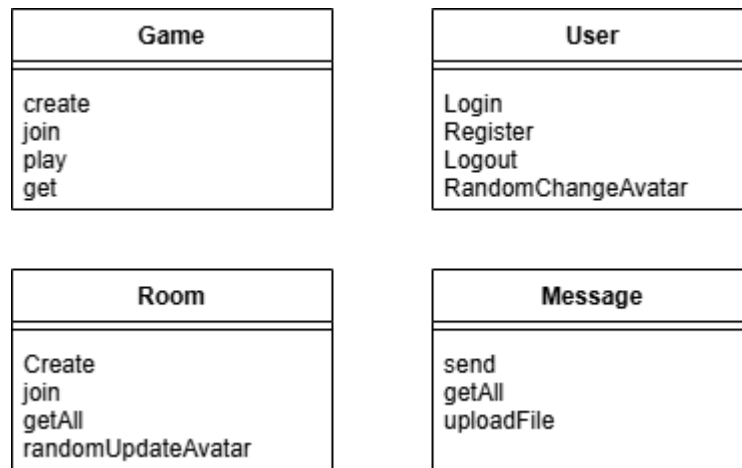 Game
create
join
play
get
User
Login
Register
Logout
RandomChangeAvatar
Room
Create
join
getAll
randomUpdateAvatar
Message
send
getAll
uploadFile